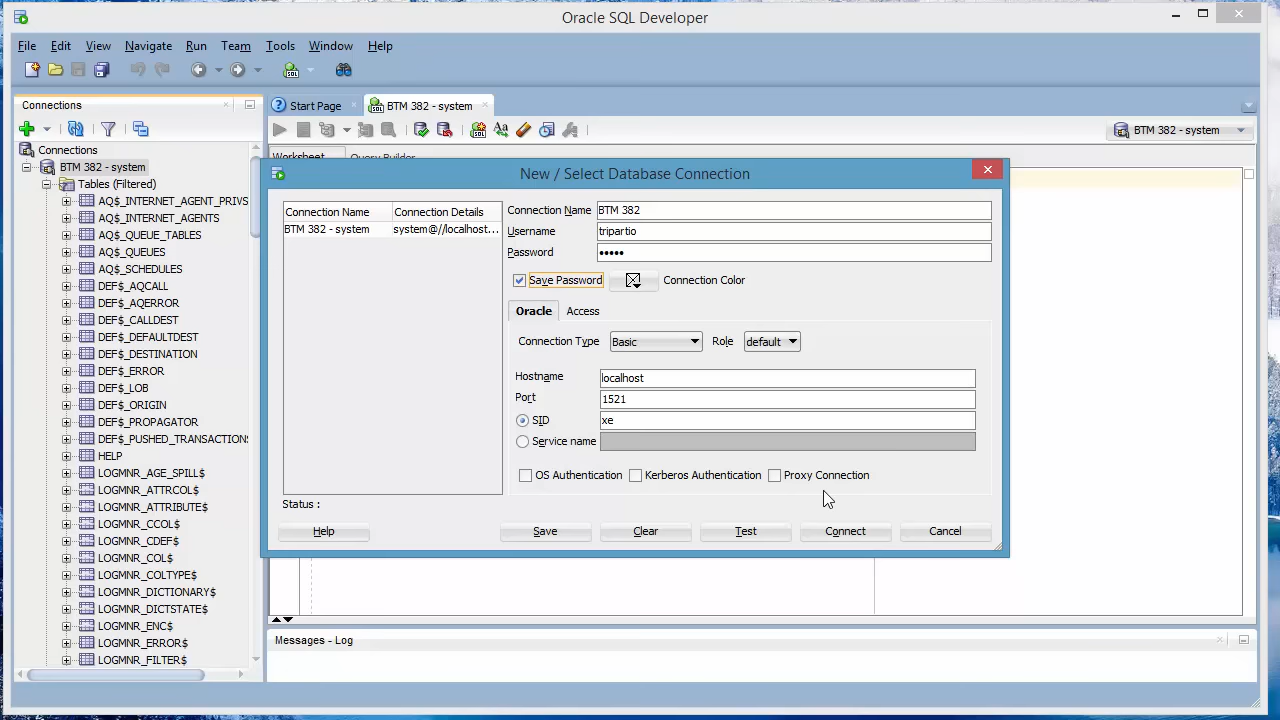 Oracle SQL Developer
File Edit View Navigate Run Team Tools Window Help
Connections
Start Page
BTM 382 - system
BTM 382 - system
Connections
BTM 382 - system
Tables (Filtered)
AQ$_INTERNET_AGENT_PRIVS
AQ$_INTERNET_AGENTS
AQ$_QUEUE_TABLES
AQ$_QUEUES
AQ$_SCHEDULES
DEF$_AQCALL
DEF$_AQERROR
DEF$_CALLDEST
DEF$_DEFAULTDEST
DEF$_DESTINATION
DEF$_ERROR
DEF$_LOB
DEF$_ORIGIN
DEF$_PROPAGATOR
DEF$_PUSHED_TRANSACTIONS
HELP
LOGMNR_AGE_SPILL$
LOGMNR_ATTRCOL$
LOGMNR_ATTRIBUTE$
LOGMNR_CCOL$
LOGMNR_CDEF$
LOGMNR_COL$
LOGMNR_COLTYPE$
LOGMNR_DICTIONARY$
LOGMNR_DICTSTATE$
LOGMNR_ENC$
LOGMNR_ERROR$
LOGMNR_FILTER$
Worksheet Query Builder
New / Select Database Connection
Connection Name Connection Details
BTM 382 - system system@//localhost...
Connection Name BTM 382
Username tripartio
Password •••••
Save Password Connection Color
Oracle Access
Connection Type Basic Role default
Hostname localhost
Port 1521
SID xe
Service name
OS Authentication Kerberos Authentication Proxy Connection
Status :
Help Save Clear Test Connect Cancel
Messages - Log